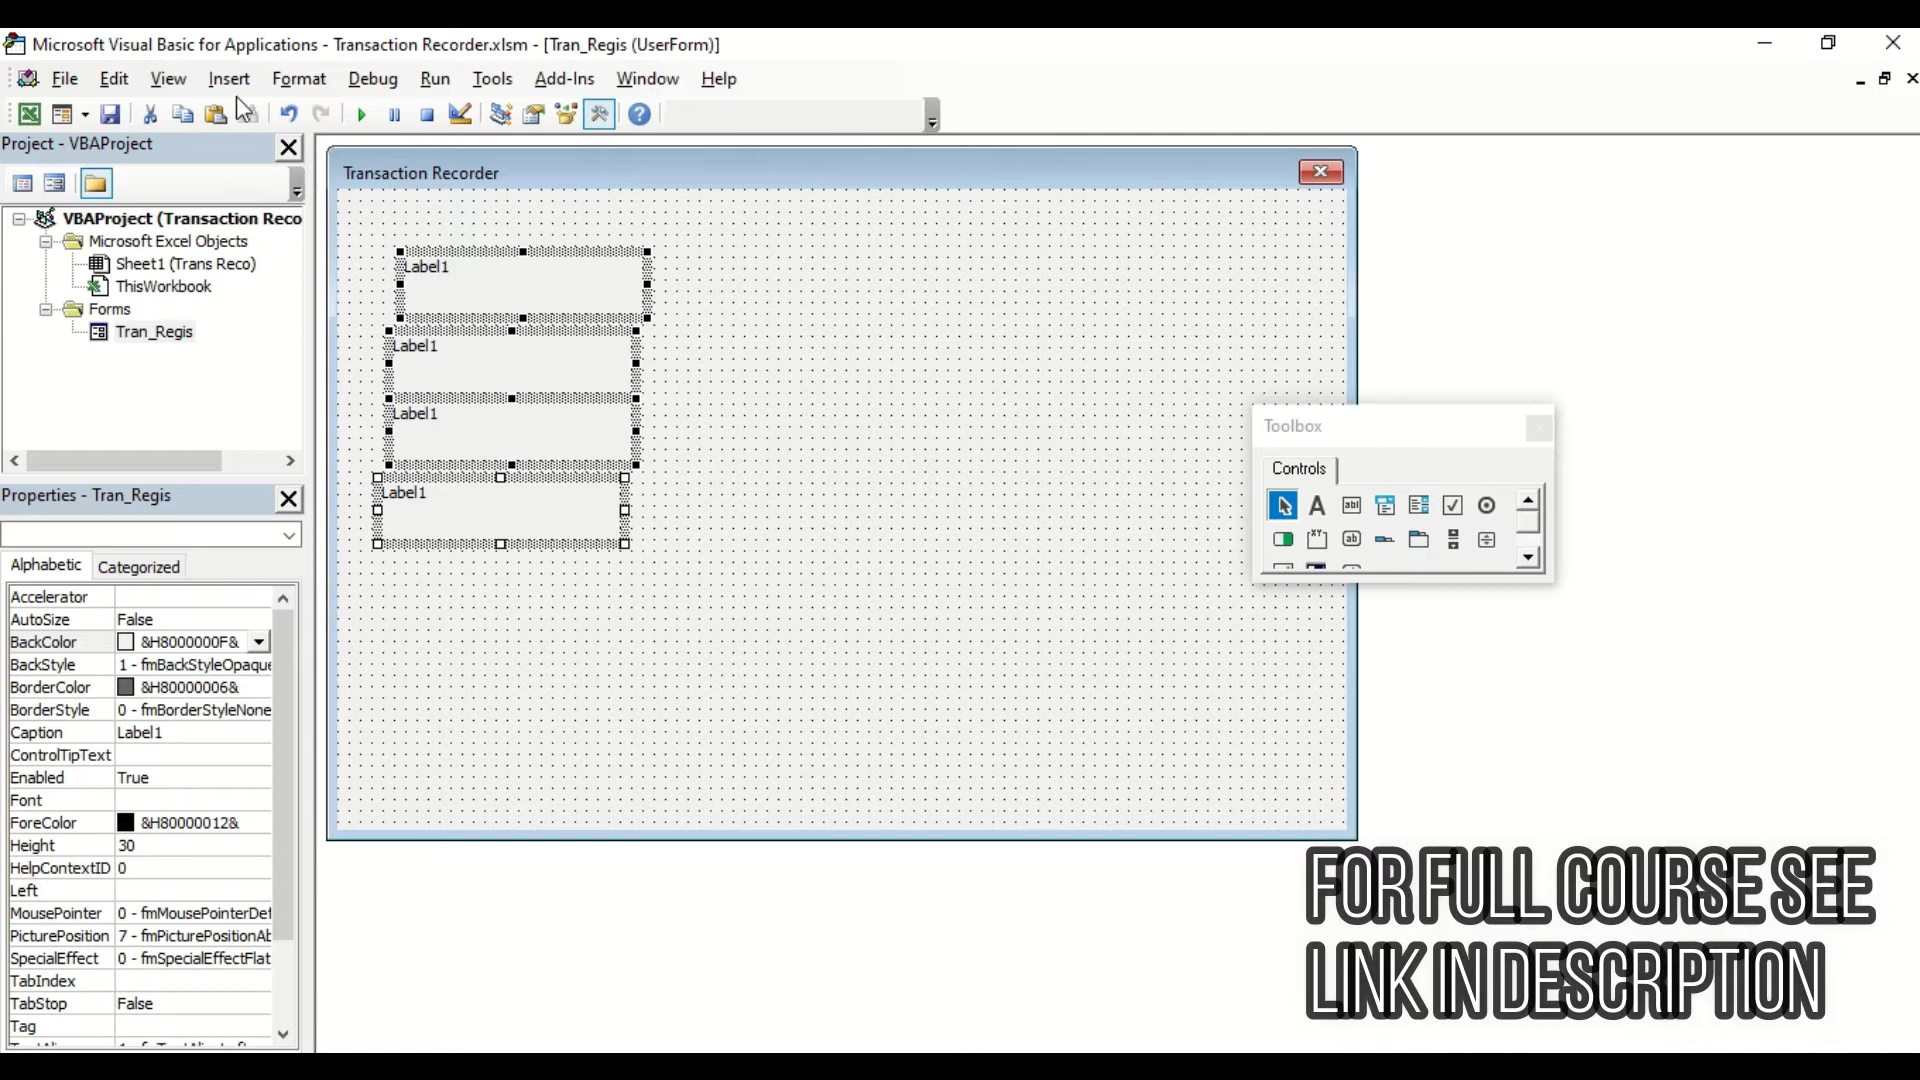 Microsoft Visual Basic for Applications - Transaction Recorder.xlsm - [Tran_Regis (UserForm)]
File Edit View Insert Format Debug Run Tools Add-Ins Window Help
Project - VBAProject
VBAProject (Transaction Reco
Microsoft Excel Objects
Sheet1 (Trans Reco)
ThisWorkbook
Forms
Tran_Regis
Properties - Tran_Regis
Alphabetic Categorized
Accelerator
AutoSize False
BackColor &H8000000F&
BackStyle 1 - fmBackStyleOpaque
BorderColor &H80000006&
BorderStyle 0 - fmBorderStyleNone
Caption Label1
ControlTipText
Enabled True
Font
ForeColor &H80000012&
Height 30
HelpContextID 0
Left
MousePointer 0 - fmMousePointerDef
PicturePosition 7 - fmPicturePositionAb
SpecialEffect 0 - fmSpecialEffectFlat
TabIndex
TabStop False
Tag
Transaction Recorder
Label1
Label1
Label1
Label1
Toolbox
Controls
FOR FULL COURSE SEE
LINK IN DESCRIPTION